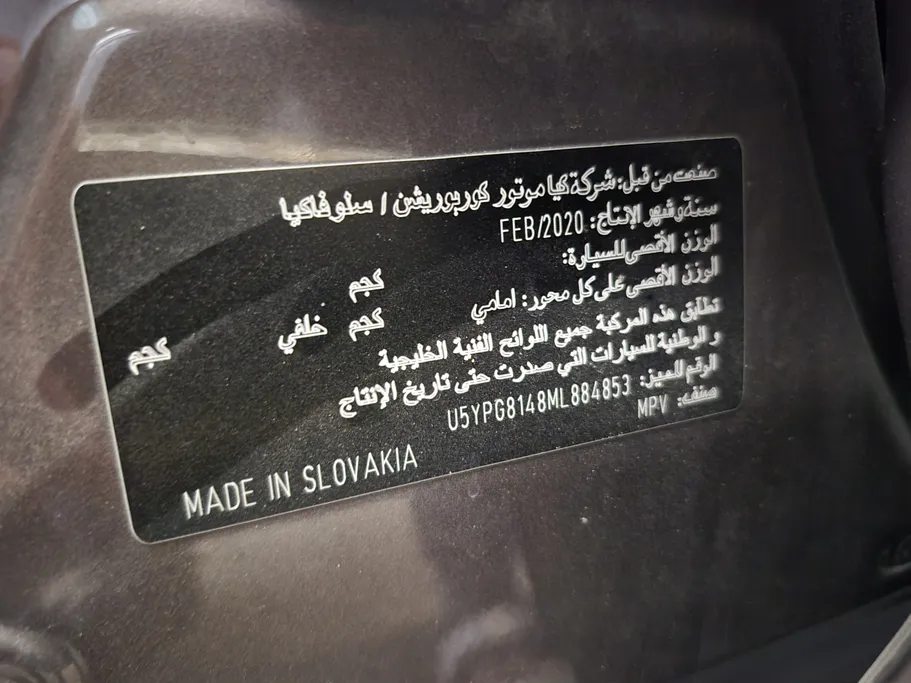 صنعت من قبل: شركة كيا موتور كوربوريشن / سلوفاكيا
سنة وشهر الإنتاج: FEB/2020
الوزن الأقصى للسيارة: كجم
الوزن الأقصى على كل محور: امامي كجم خلفي كجم
تطابق هذه المركبة جميع اللوائح الفنية الخليجية
والوطنية للسيارات التي صدرت حتى تاريخ الإنتاج
الرقم المميز: U5YPG8148ML884853
صنف: MPV
MADE IN SLOVAKIA